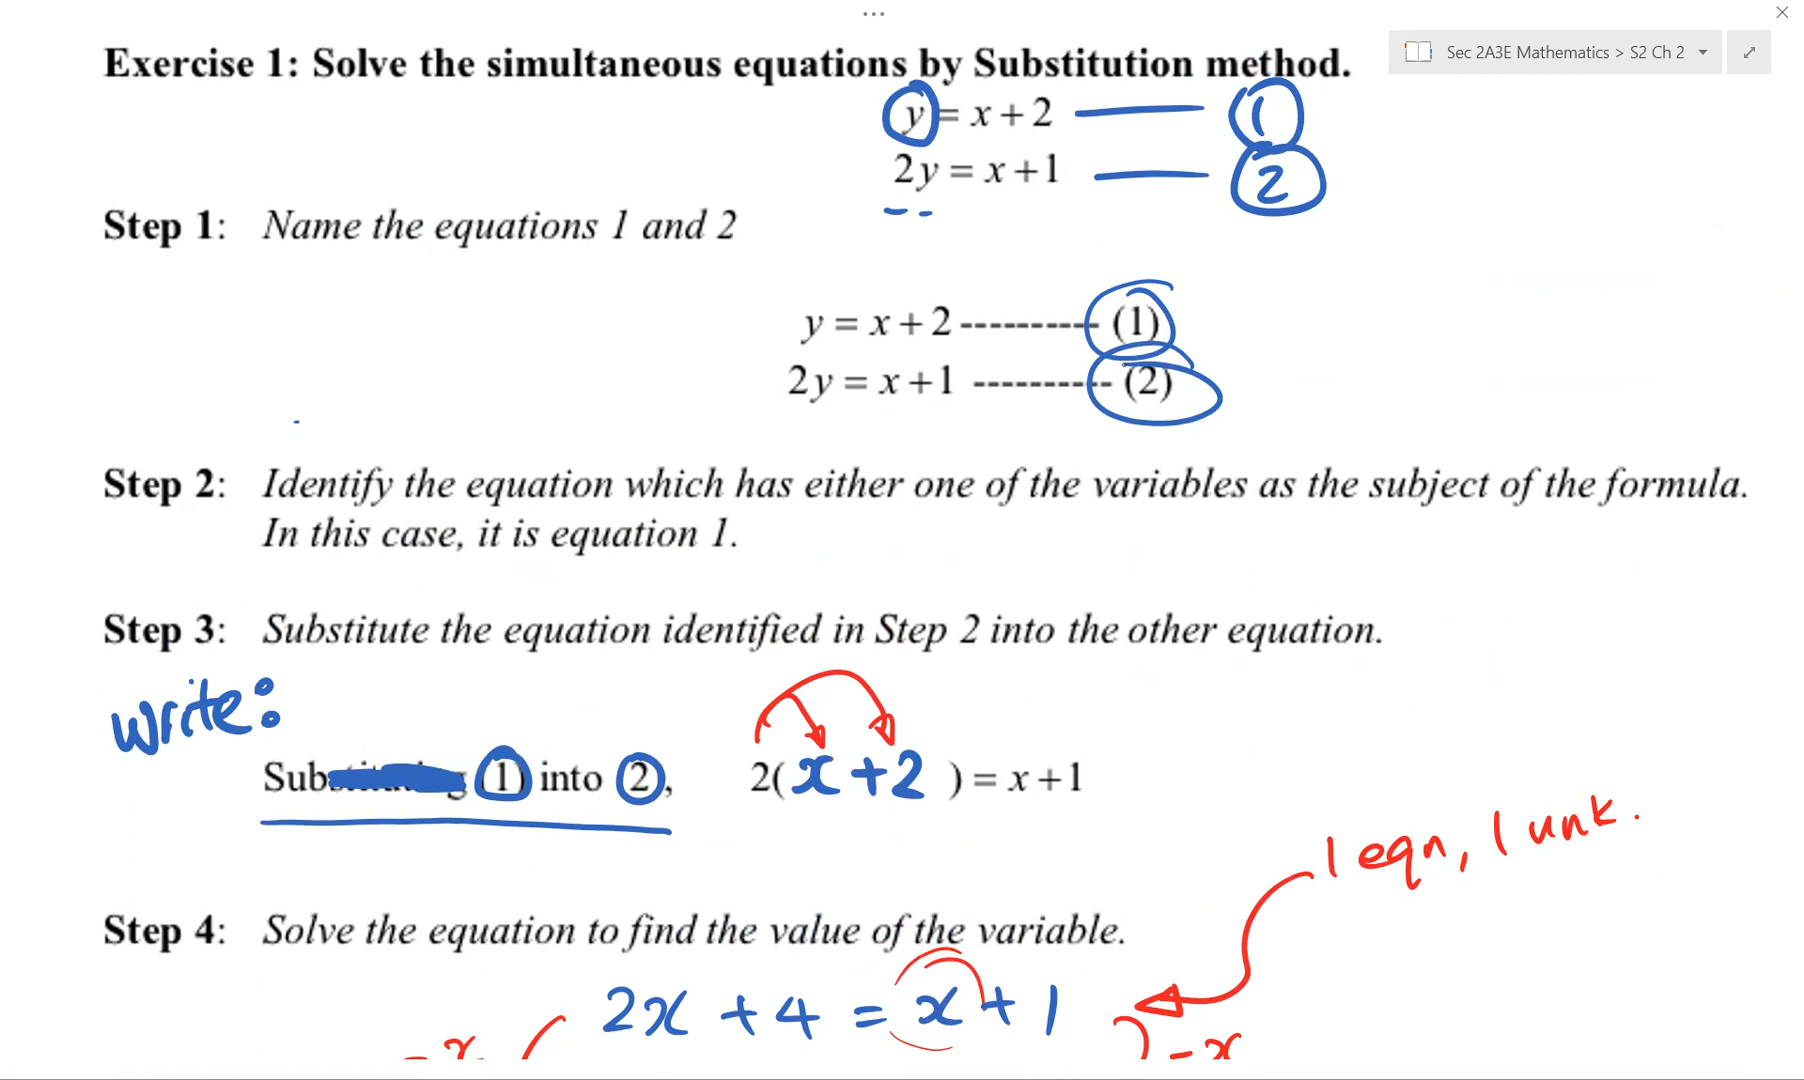 Sec 2A3E Mathematics > S2 Ch 2
Exercise 1: Solve the simultaneous equations by Substitution method.
y = x + 2 ——— 1
2y = x + 1 ——— 2
Step 1: Name the equations 1 and 2
y = x + 2 ---------- (1)
2y = x + 1 ---------- (2)
Step 2: Identify the equation which has either one of the variables as the subject of the formula.
In this case, it is equation 1.
Step 3: Substitute the equation identified in Step 2 into the other equation.
write:
Sub (1) into 2, 2( x + 2 ) = x + 1
1 eqn, 1 unk.
Step 4: Solve the equation to find the value of the variable.
2x + 4 = x + 1
- x - x